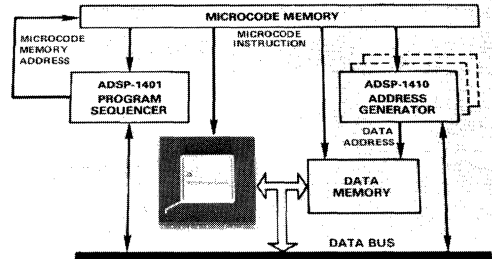 MICROCODE MEMORY
MICROCODE
MEMORY
ADDRESS
MICROCODE
INSTRUCTION
ADSP-1401
PROGRAM
SEQUENCER
ADSP-1410
ADDRESS
GENERATOR
DATA
ADDRESS
DATA
MEMORY
DATA BUS